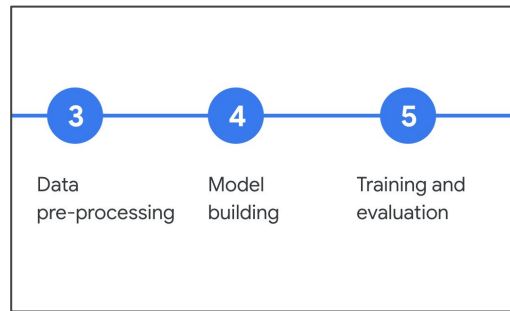 3
4
5
Data
pre-processing
Model
building
Training and
evaluation